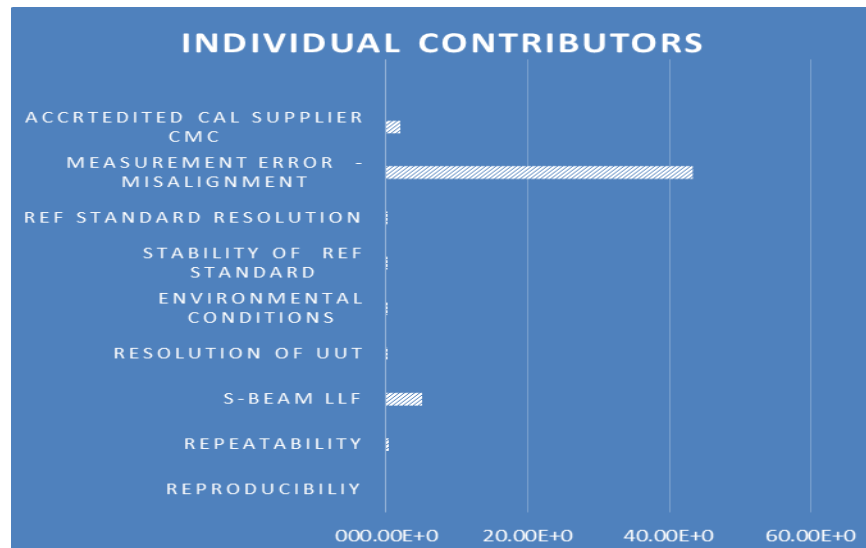 INDIVIDUAL CONTRIBUTORS
ACCRTEDITED CAL SUPPLIER
CMC
MEASUREMENT ERROR -
MISALIGNMENT
REF STANDARD RESOLUTION
STABILITY OF REF
STANDARD
ENVIRONMENTAL
CONDITIONS
RESOLUTION OF UUT
S-BEAM LLF
REPEATABILITY
REPRODUCIBILIY
000.00E+0 20.00E+0 40.00E+0 60.00E+0